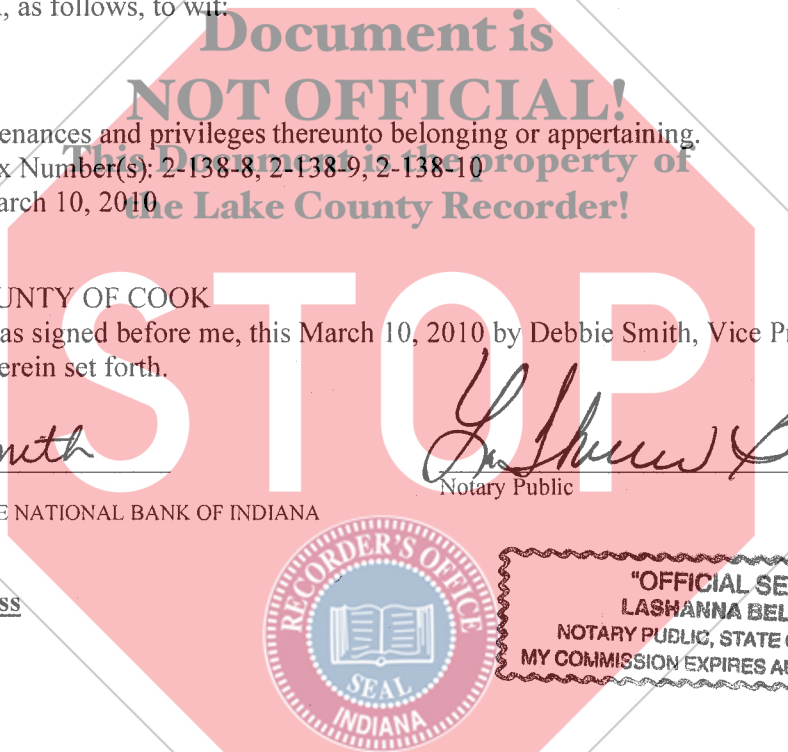 , as follows, to wit:
Document is
NOT OFFICIAL!
enances and privileges thereunto belonging or appertaining.
This Document is the property of
x Number(s): 2-138-8, 2-138-9, 2-138-10
arch 10, 2010
the Lake County Recorder!
UNTY OF COOK
as signed before me, this March 10, 2010 by Debbie Smith, Vice P
erein set forth.
STOP
mith
Notary Public
E NATIONAL BANK OF INDIANA
RECORDER'S OFFICE
SEAL
INDIANA
ss
"OFFICIAL SE
LASHANNA BEL
NOTARY PUBLIC, STATE
MY COMMISSION EXPIRES A